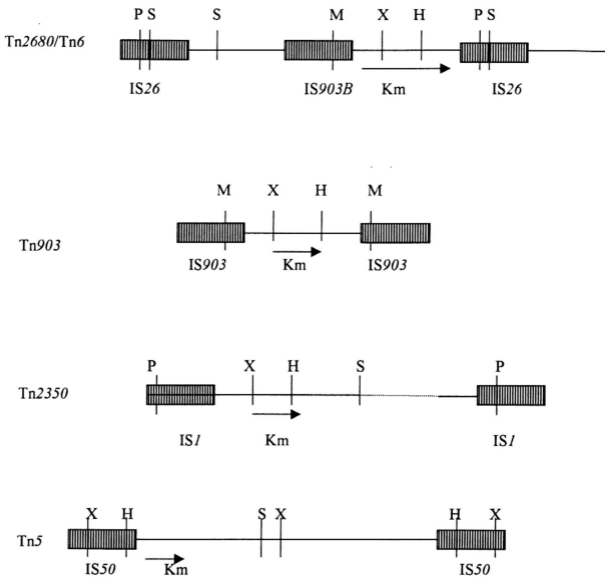 P S S M X H P S
Tn2680/Tn6
IS26 IS903B Km IS26
M X H M
Tn903
IS903 Km IS903
P X H S P
Tn2350
IS1 Km IS1
X H S X H X
Tn5
IS50 Km IS50